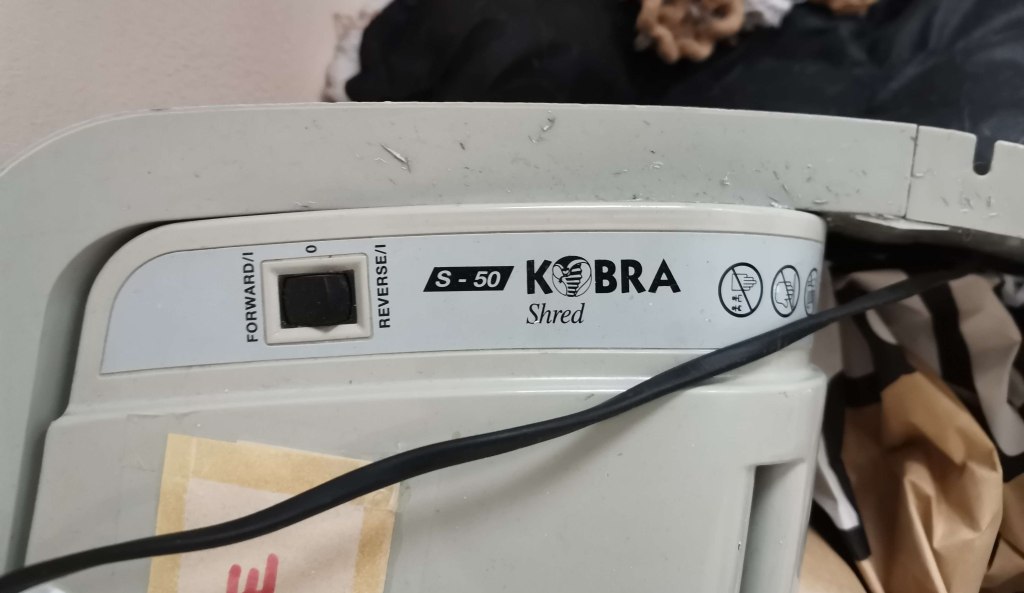 FORWARD/I
0
REVERSE/I
S - 50 KOBRA
Shred